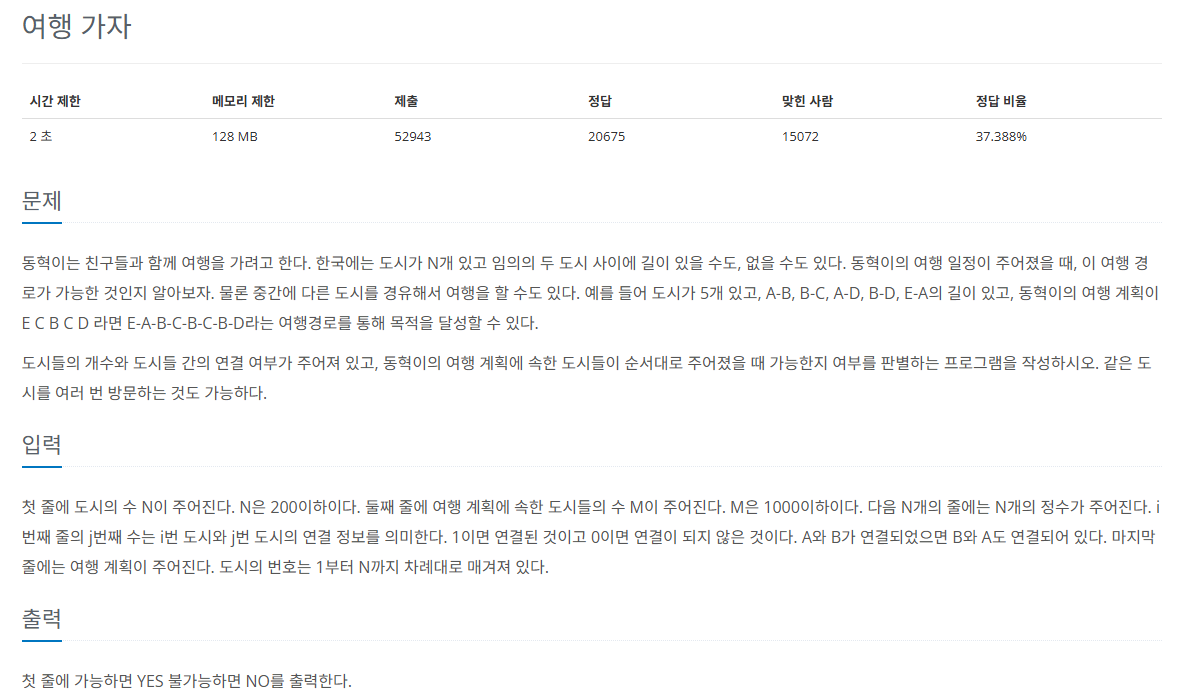 여행 가자
시간 제한 메모리 제한 제출 정답 맞힌 사람 정답 비율
2 초 128 MB 52943 20675 15072 37.388%
문제
동혁이는 친구들과 함께 여행을 가려고 한다. 한국에는 도시가 N개 있고 임의의 두 도시 사이에 길이 있을 수도, 없을 수도 있다. 동혁이의 여행 일정이 주어졌을 때, 이 여행 경
로가 가능한 것인지 알아보자. 물론 중간에 다른 도시를 경유해서 여행을 할 수도 있다. 예를 들어 도시가 5개 있고, A-B, B-C, A-D, B-D, E-A의 길이 있고, 동혁이의 여행 계획이
E C B C D 라면 E-A-B-C-B-C-B-D라는 여행경로를 통해 목적을 달성할 수 있다.
도시들의 개수와 도시들 간의 연결 여부가 주어져 있고, 동혁이의 여행 계획에 속한 도시들이 순서대로 주어졌을 때 가능한지 여부를 판별하는 프로그램을 작성하시오. 같은 도
시를 여러 번 방문하는 것도 가능하다.
입력
첫 줄에 도시의 수 N이 주어진다. N은 200이하이다. 둘째 줄에 여행 계획에 속한 도시들의 수 M이 주어진다. M은 1000이하이다. 다음 N개의 줄에는 N개의 정수가 주어진다. i
번째 줄의 j번째 수는 i번 도시와 j번 도시의 연결 정보를 의미한다. 1이면 연결된 것이고 0이면 연결이 되지 않은 것이다. A와 B가 연결되었으면 B와 A도 연결되어 있다. 마지막
줄에는 여행 계획이 주어진다. 도시의 번호는 1부터 N까지 차례대로 매겨져 있다.
출력
첫 줄에 가능하면 YES 불가능하면 NO를 출력한다.